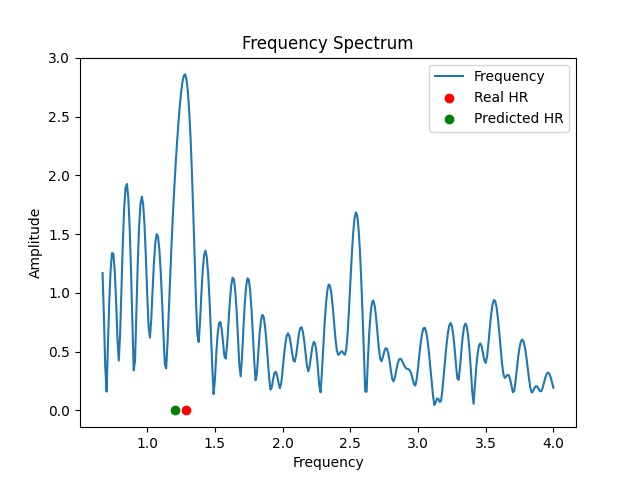 Frequency Spectrum
3.0
2.5
2.0
1.5
1.0
0.5
0.0
Amplitude
Frequency
Real HR
Predicted HR
1.0 1.5 2.0 2.5 3.0 3.5 4.0
Frequency